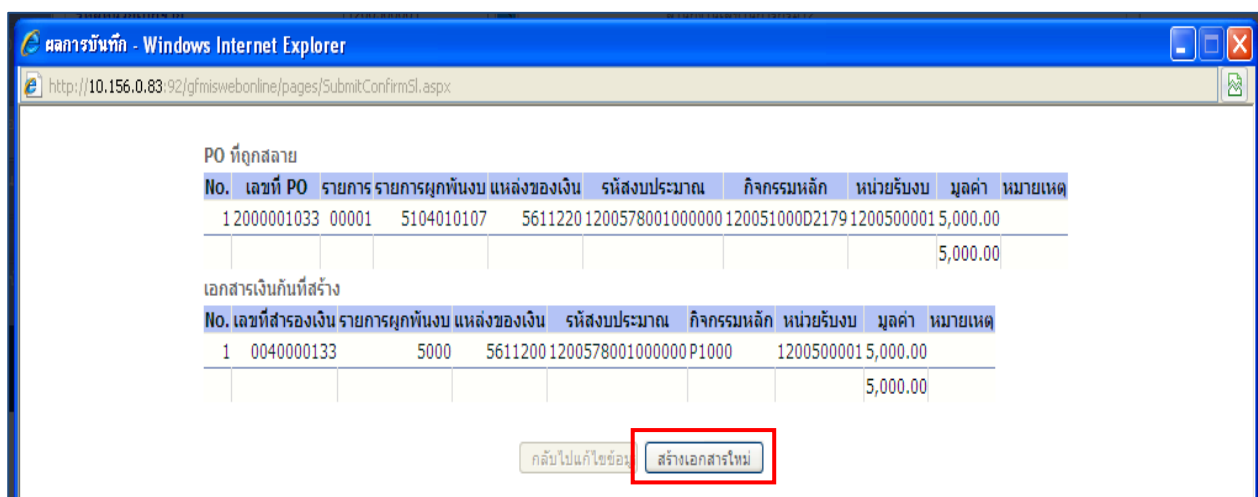 ผลการบันทึก - Windows Internet Explorer
http://10.156.0.83:92/gfmiswebonline/pages/SubmitConfirmSl.aspx
PO ที่ถูกสลาย
No. เลขที่ PO รายการ รายการผูกพันงบ แหล่งของเงิน รหัสงบประมาณ กิจกรรมหลัก หน่วยรับงบ มูลค่า หมายเหตุ
1 2000001033 00001 5104010107 5611220 1200578001000000 120051000D2179 1200500001 5,000.00
5,000.00
เอกสารเงินกันที่สร้าง
No. เลขที่สำรองเงิน รายการผูกพันงบ แหล่งของเงิน รหัสงบประมาณ กิจกรรมหลัก หน่วยรับงบ มูลค่า หมายเหตุ
1 0040000133 5000 5611200 1200578001000000 P1000 1200500001 5,000.00
5,000.00
กลับไปแก้ไขข้อมู สร้างเอกสารใหม่